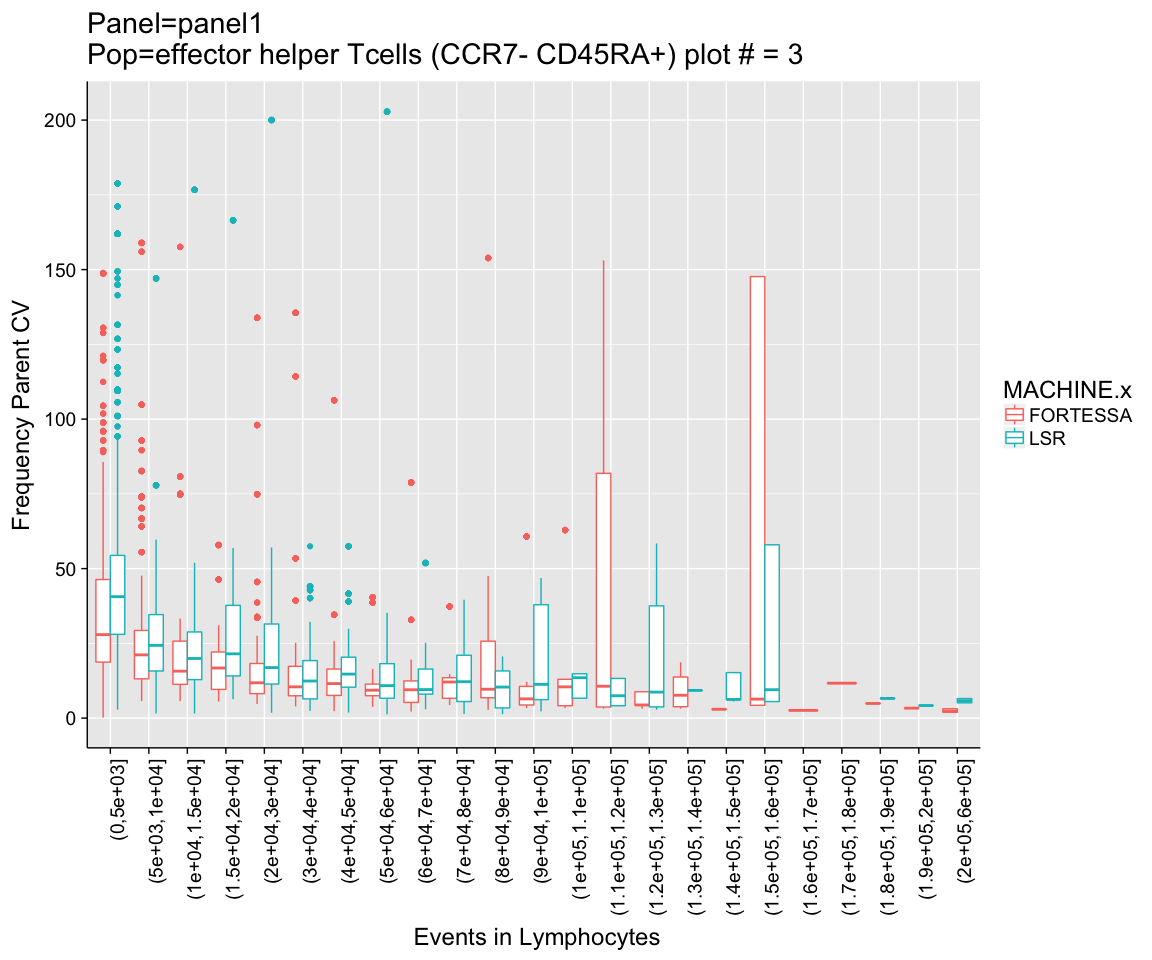 Panel=panel1
Pop=effector helper Tcells (CCR7- CD45RA+) plot # = 3
200
150
100
50
0
Frequency Parent CV
(0,5e+03]
(5e+03,1e+04]
(1e+04,1.5e+04]
(1.5e+04,2e+04]
(2e+04,3e+04]
(3e+04,4e+04]
(4e+04,5e+04]
(5e+04,6e+04]
(6e+04,7e+04]
(7e+04,8e+04]
(8e+04,9e+04]
(9e+04,1e+05]
(1e+05,1.1e+05]
(1.1e+05,1.2e+05]
(1.2e+05,1.3e+05]
(1.3e+05,1.4e+05]
(1.4e+05,1.5e+05]
(1.5e+05,1.6e+05]
(1.6e+05,1.7e+05]
(1.7e+05,1.8e+05]
(1.8e+05,1.9e+05]
(1.9e+05,2e+05]
(2e+05,6e+05]
Events in Lymphocytes
MACHINE.x
FORTESSA
LSR